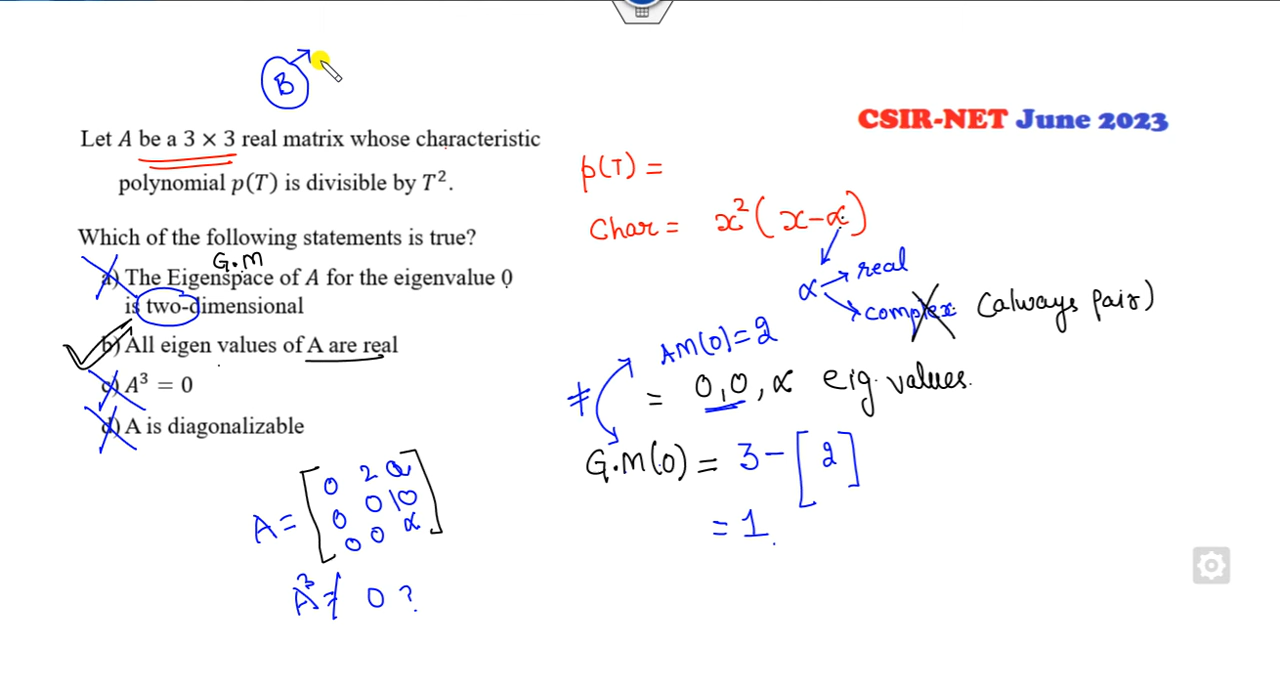 B
CSIR-NET June 2023
Let A be a 3 × 3 real matrix whose characteristic
polynomial p(T) is divisible by T².
Which of the following statements is true?
G.M
a) The Eigenspace of A for the eigenvalue 0
is two-dimensional
b) All eigen values of A are real
c) A³ = 0
d) A is diagonalizable
A = [0 2
0 0 10
0 0 α]
A³ ≠ 0 ?
p(T) =
Char = x² (x-α)
α → real
→ complex (always pair)
AM(0) = 2
≠
= 0,0, α eig. values.
G.M(0) = 3 - [2]
= 1.